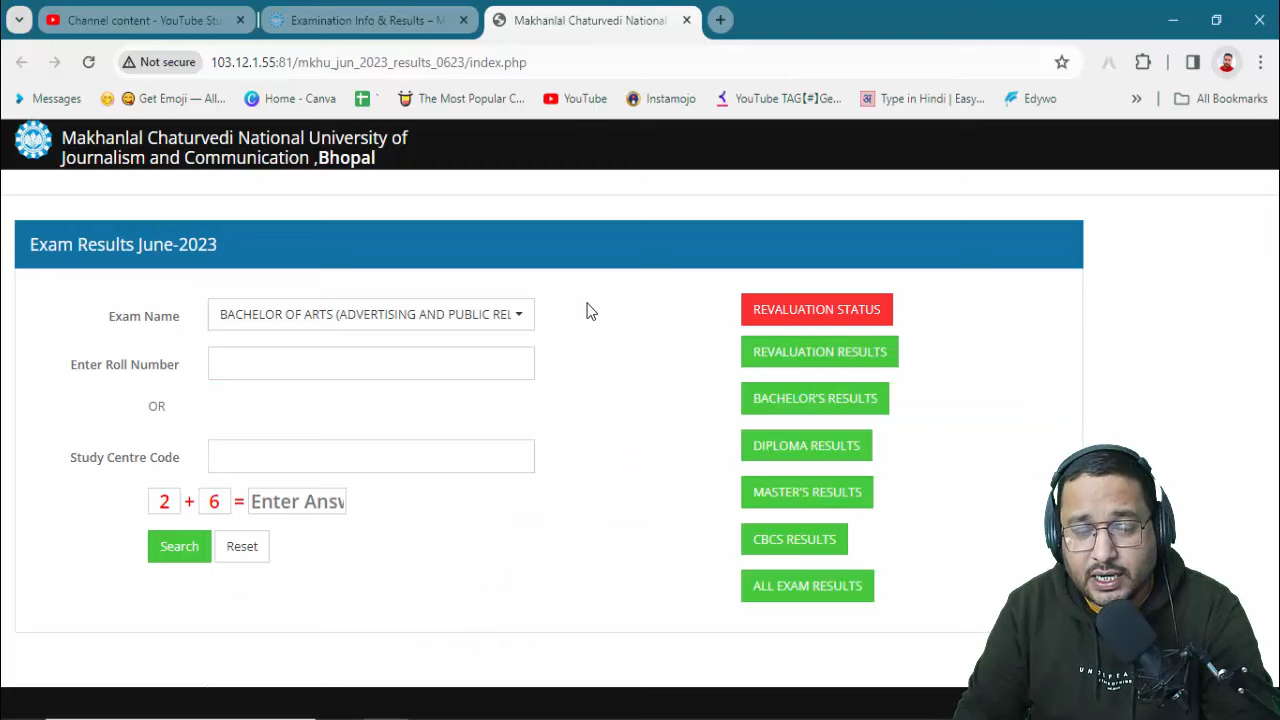 Channel content - YouTube Stu
Examination Info & Results – M
Makhanlal Chaturvedi National
Not secure
103.12.1.55:81/mkhu_jun_2023_results_0623/index.php
Messages
Get Emoji — All...
Home - Canva
The Most Popular C...
YouTube
Instamojo
YouTube TAG[#]Ge...
Type in Hindi | Easy...
Edywo
»
All Bookmarks
Makhanlal Chaturvedi National University of
Journalism and Communication ,Bhopal
Exam Results June-2023
Exam Name
BACHELOR OF ARTS (ADVERTISING AND PUBLIC REL
Enter Roll Number
OR
Study Centre Code
2 + 6 = Enter Answ
Search
Reset
REVALUATION STATUS
REVALUATION RESULTS
BACHELOR'S RESULTS
DIPLOMA RESULTS
MASTER'S RESULTS
CBCS RESULTS
ALL EXAM RESULTS